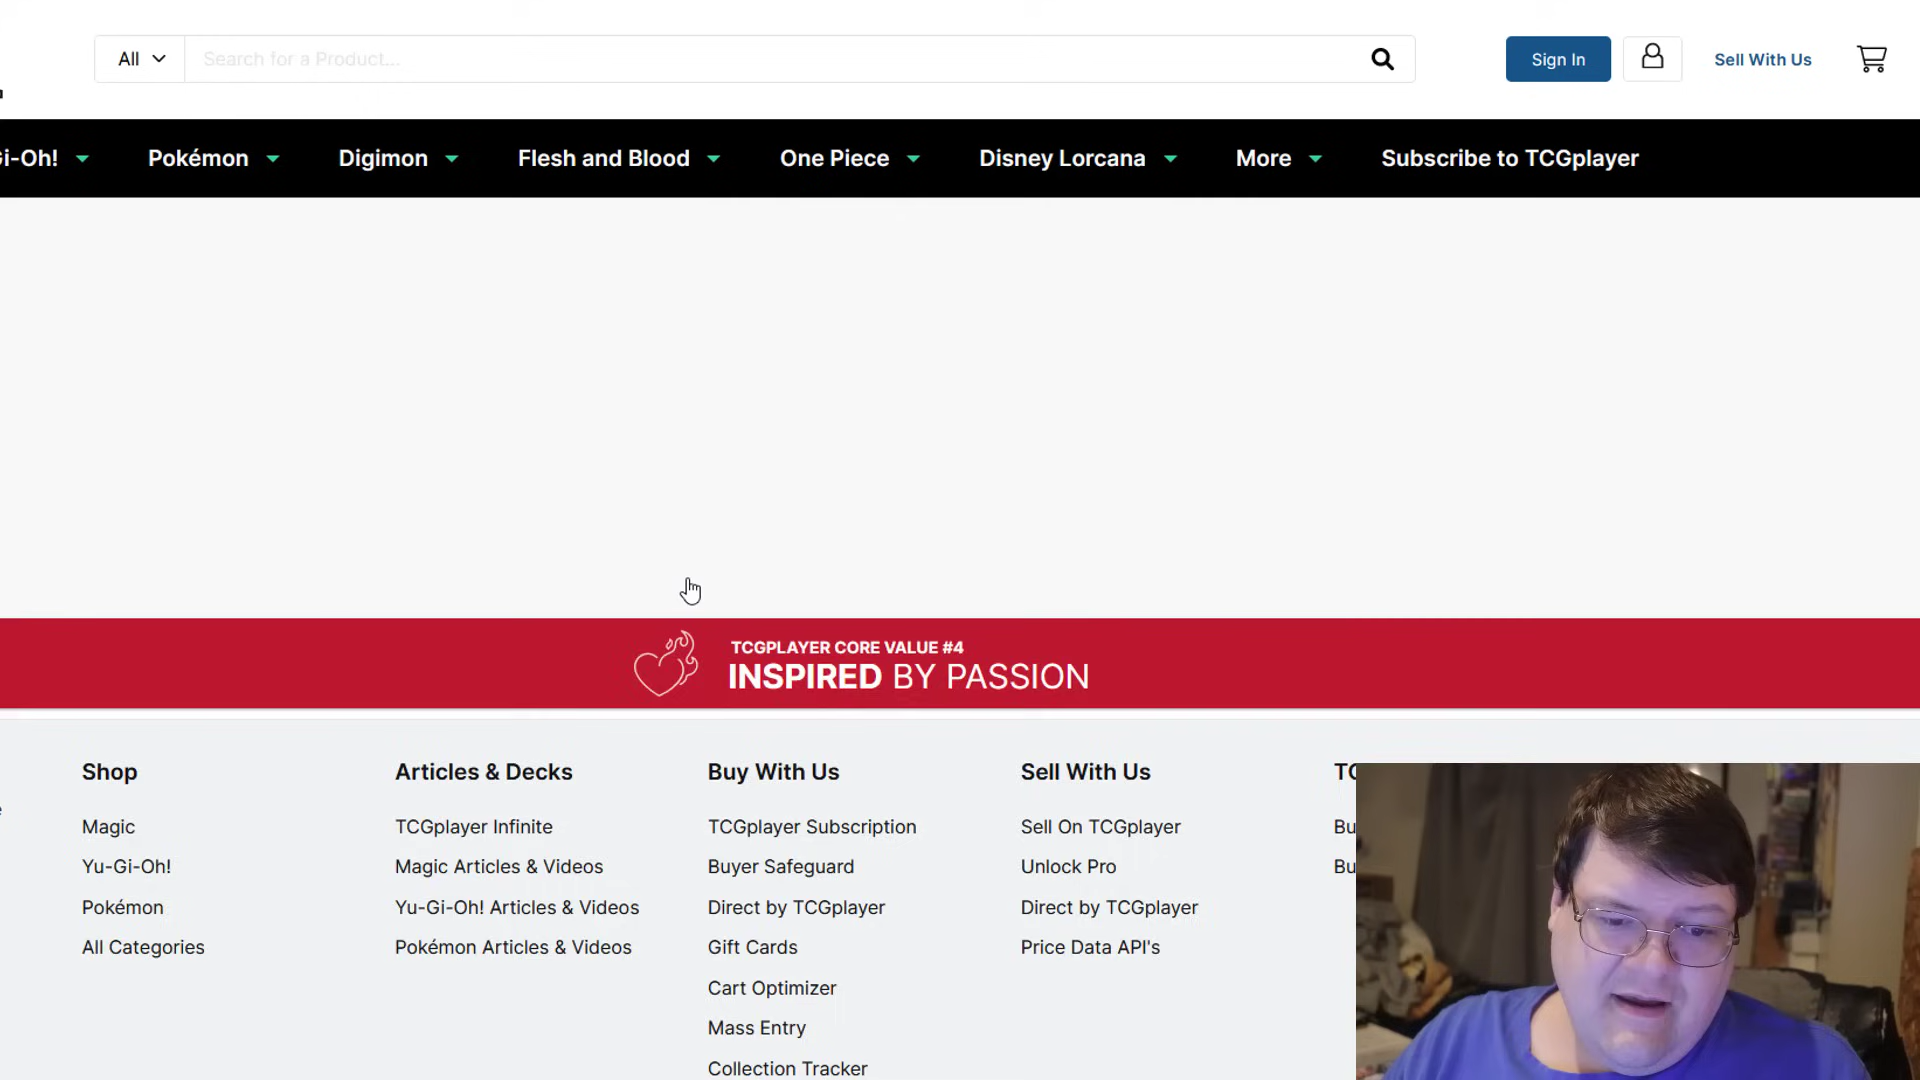 All
Search for a Product...
Sign In
Sell With Us
Gi-Oh!
Pokémon
Digimon
Flesh and Blood
One Piece
Disney Lorcana
More
Subscribe to TCGplayer
TCGPLAYER CORE VALUE #4
INSPIRED BY PASSION
Shop
Magic
Yu-Gi-Oh!
Pokémon
All Categories
Articles & Decks
TCGplayer Infinite
Magic Articles & Videos
Yu-Gi-Oh! Articles & Videos
Pokémon Articles & Videos
Buy With Us
TCGplayer Subscription
Buyer Safeguard
Direct by TCGplayer
Gift Cards
Cart Optimizer
Mass Entry
Collection Tracker
Sell With Us
Sell On TCGplayer
Unlock Pro
Direct by TCGplayer
Price Data API's
TC
Bu
Bu